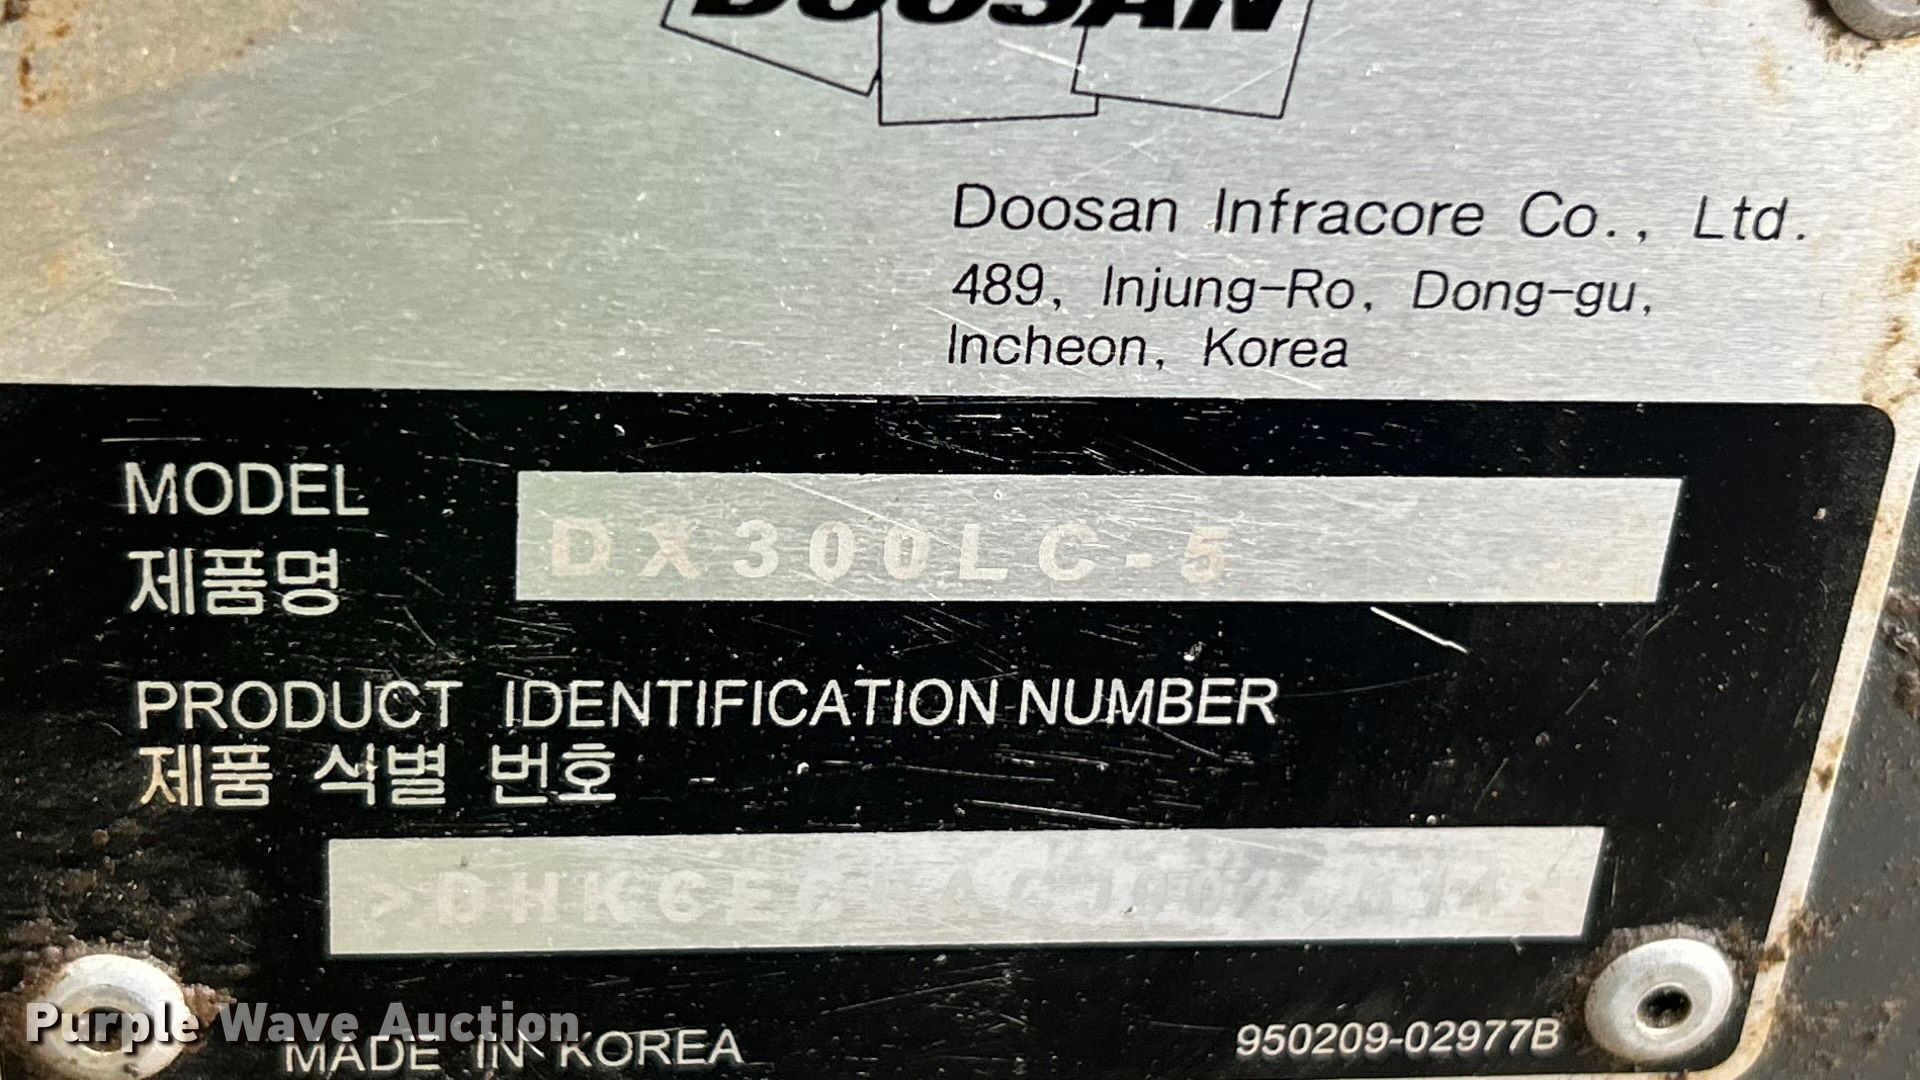 DOOSAN
Doosan Infracore Co., Ltd.
489, Injung-Ro, Dong-gu,
Incheon, Korea
MODEL
제품명
DX300LC-5
PRODUCT IDENTIFICATION NUMBER
제품 식별 번호
MADE IN KOREA
950209-02977B
Purple Wave Auction